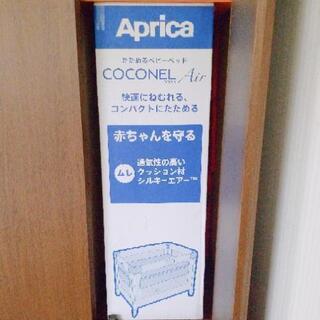 Aprica
たためるベビーベッド
COCONEL Air
快適にねむれる、
コンパクトにたためる
赤ちゃんを守る
ムレ
通気性の高い
クッション材
シルキーエアー™